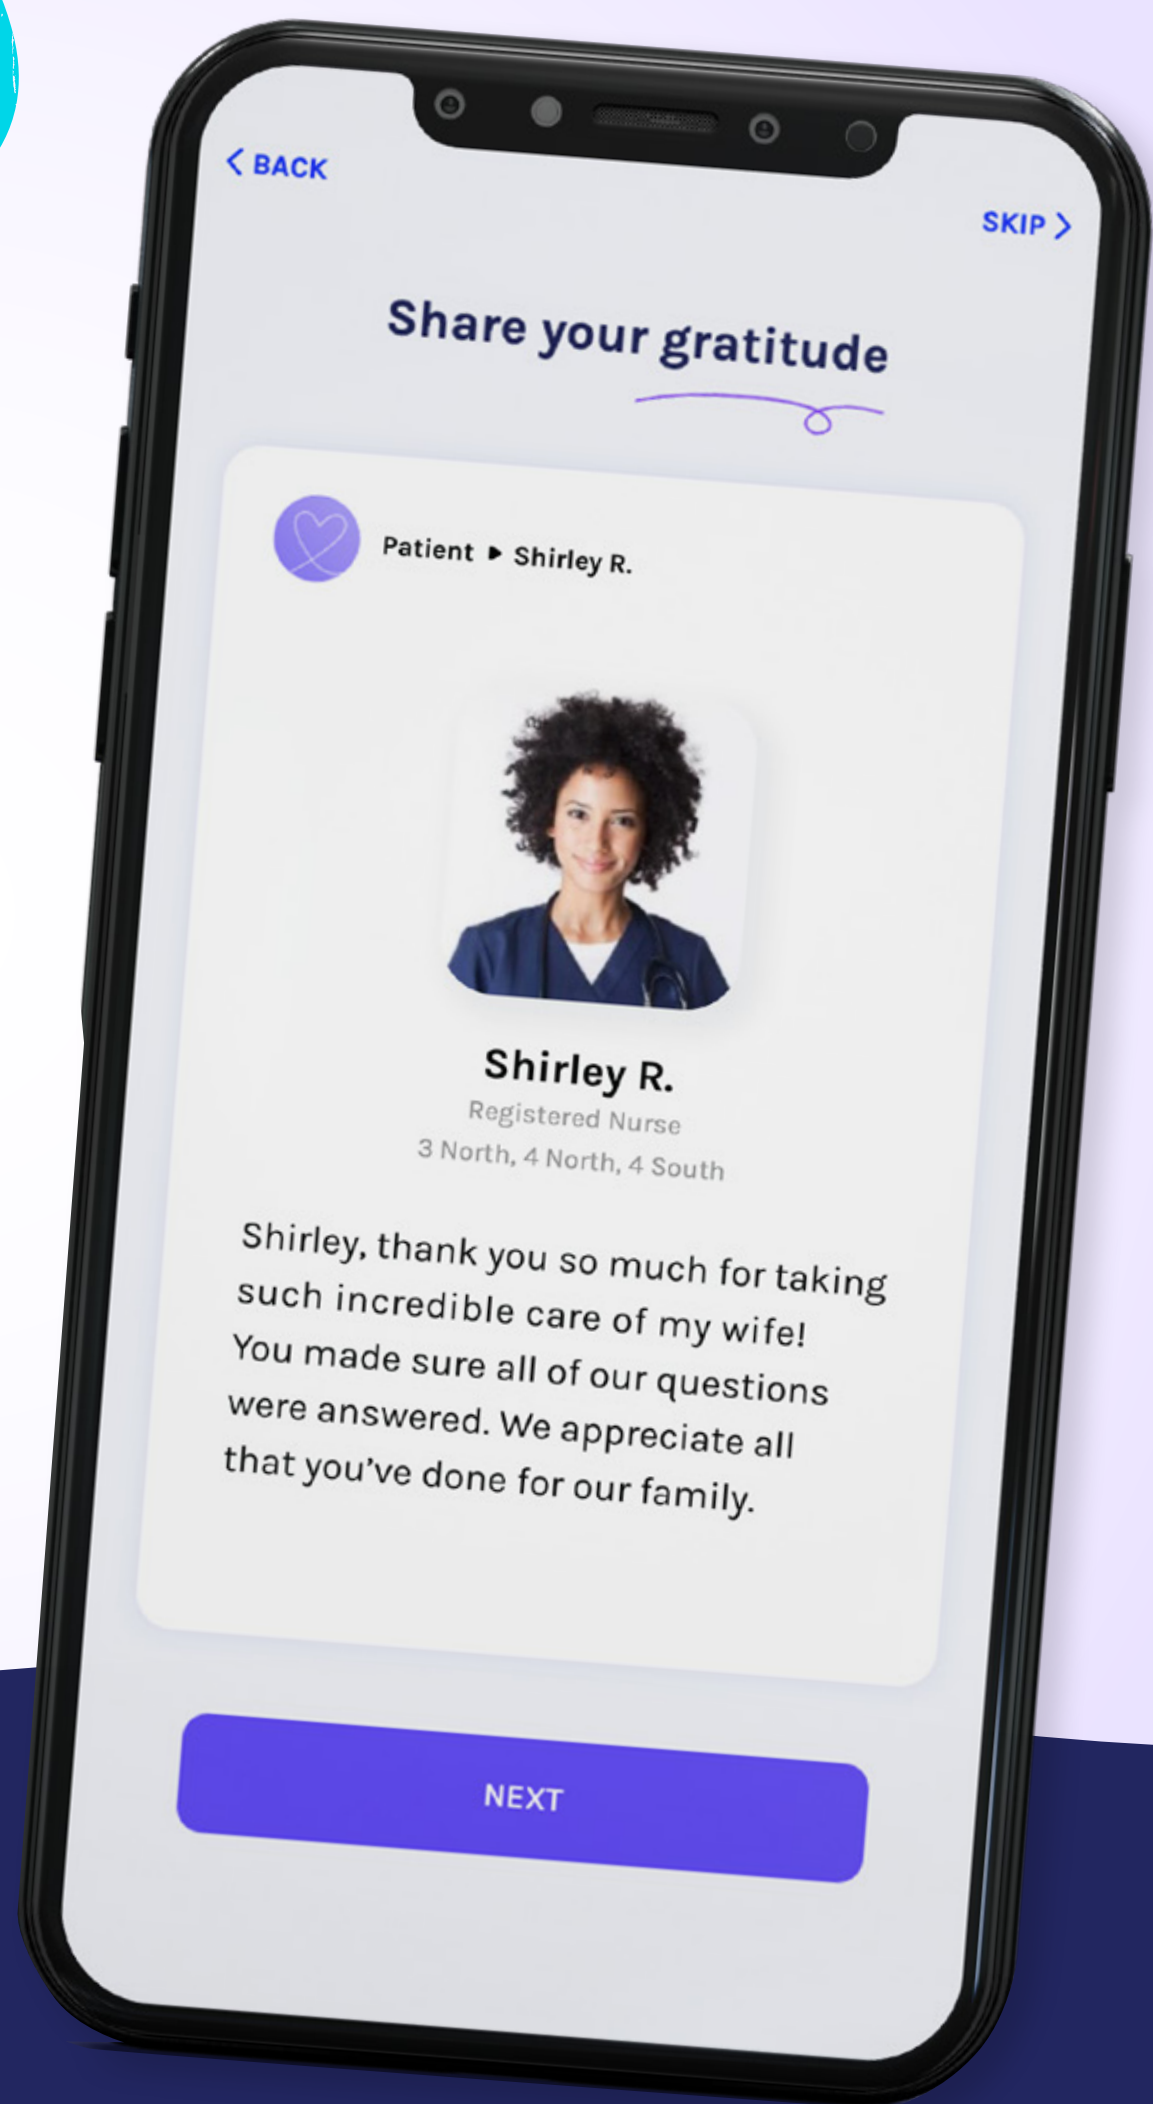 BACK
SKIP
Share your gratitude
Patient ▶ Shirley R.
Shirley R.
Registered Nurse
3 North, 4 North, 4 South
Shirley, thank you so much for taking
such incredible care of my wife!
You made sure all of our questions
were answered. We appreciate all
that you’ve done for our family.
NEXT